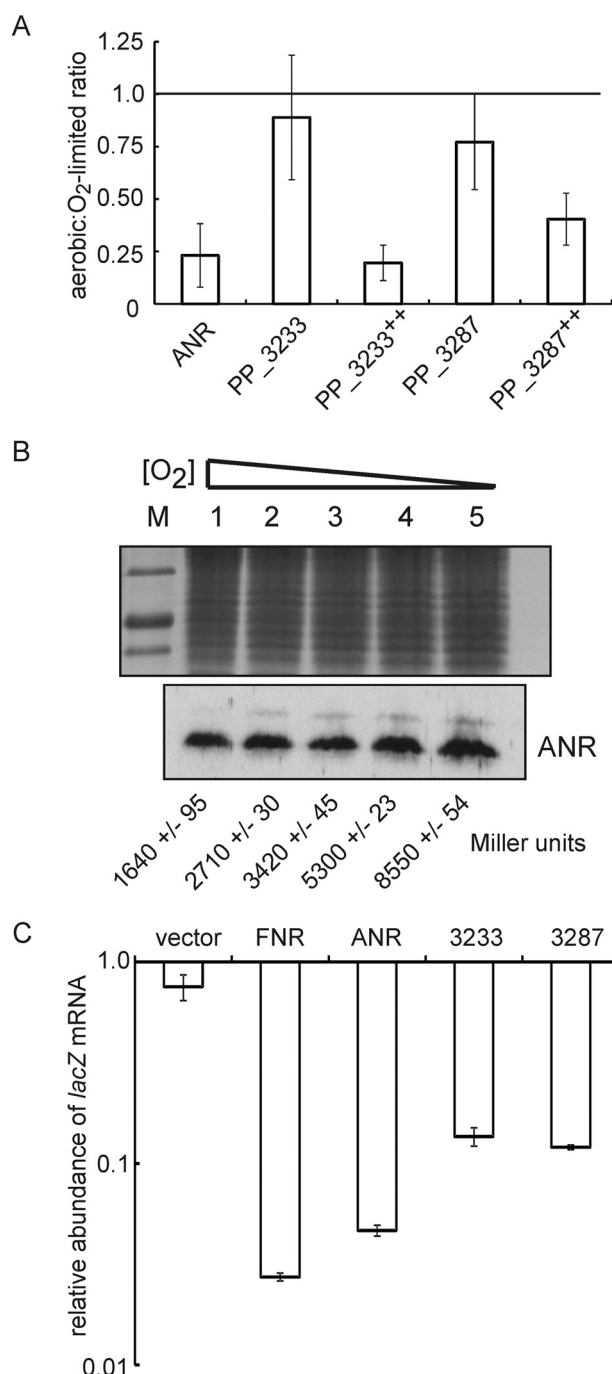 A
aerobic:O2-limited ratio
1.25
1.0
0.75
0.50
0.25
0
ANR
PP_3233
PP_3233++
PP_3287
PP_3287++
B
[O2]
M 1 2 3 4 5
ANR
1640 +/- 95
2710 +/- 30
3420 +/- 45
5300 +/- 23
8550 +/- 54
Miller units
C
vector FNR ANR 3233 3287
relative abundance of lacZ mRNA
1.0
0.1
0.01